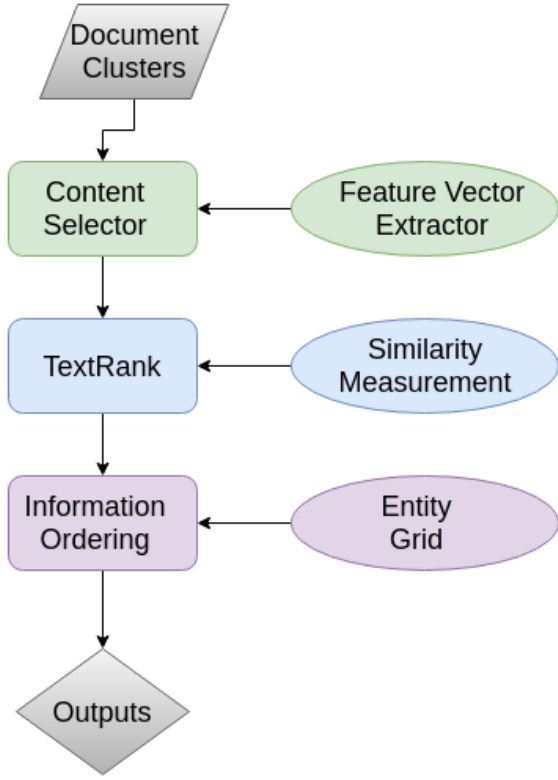 Document
Clusters
Content
Selector
Feature Vector
Extractor
TextRank
Similarity
Measurement
Information
Ordering
Entity
Grid
Outputs